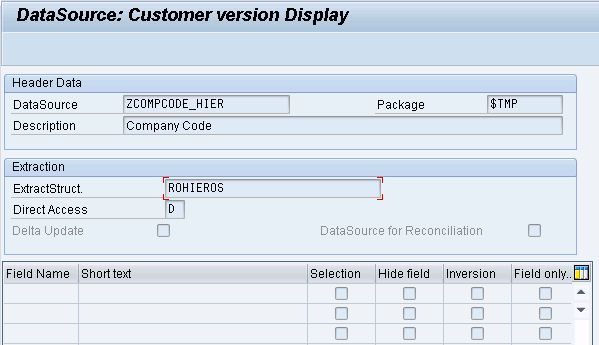 DataSource: Customer version Display
Header Data
DataSource ZCOMPCODE_HIER Package $TMP
Description Company Code
Extraction
ExtractStruct. ROHIEROS
Direct Access D
Delta Update DataSource for Reconciliation
Field Name Short text Selection Hide field Inversion Field only..